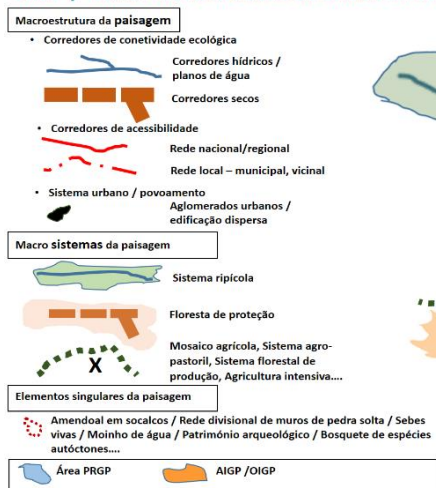 Macroestrutura da paisagem
• Corredores de conetividade ecológica
Corredores hídricos /
planos de água
Corredores secos
• Corredores de acessibilidade
Rede nacional/regional
Rede local – municipal, vicinal
• Sistema urbano / povoamento
Aglomerados urbanos /
edificação dispersa
Macro sistemas da paisagem
Sistema ripícola
Floresta de proteção
Mosaico agrícola, Sistema agro-
pastoril, Sistema florestal de
produção, Agricultura intensiva....
X
Elementos singulares da paisagem
Amendoal em socalcos / Rede divisional de muros de pedra solta / Sebes
vivas / Moinho de água / Património arqueológico / Bosquete de espécies
autóctones....
Área PRGP
AIGP /OIGP